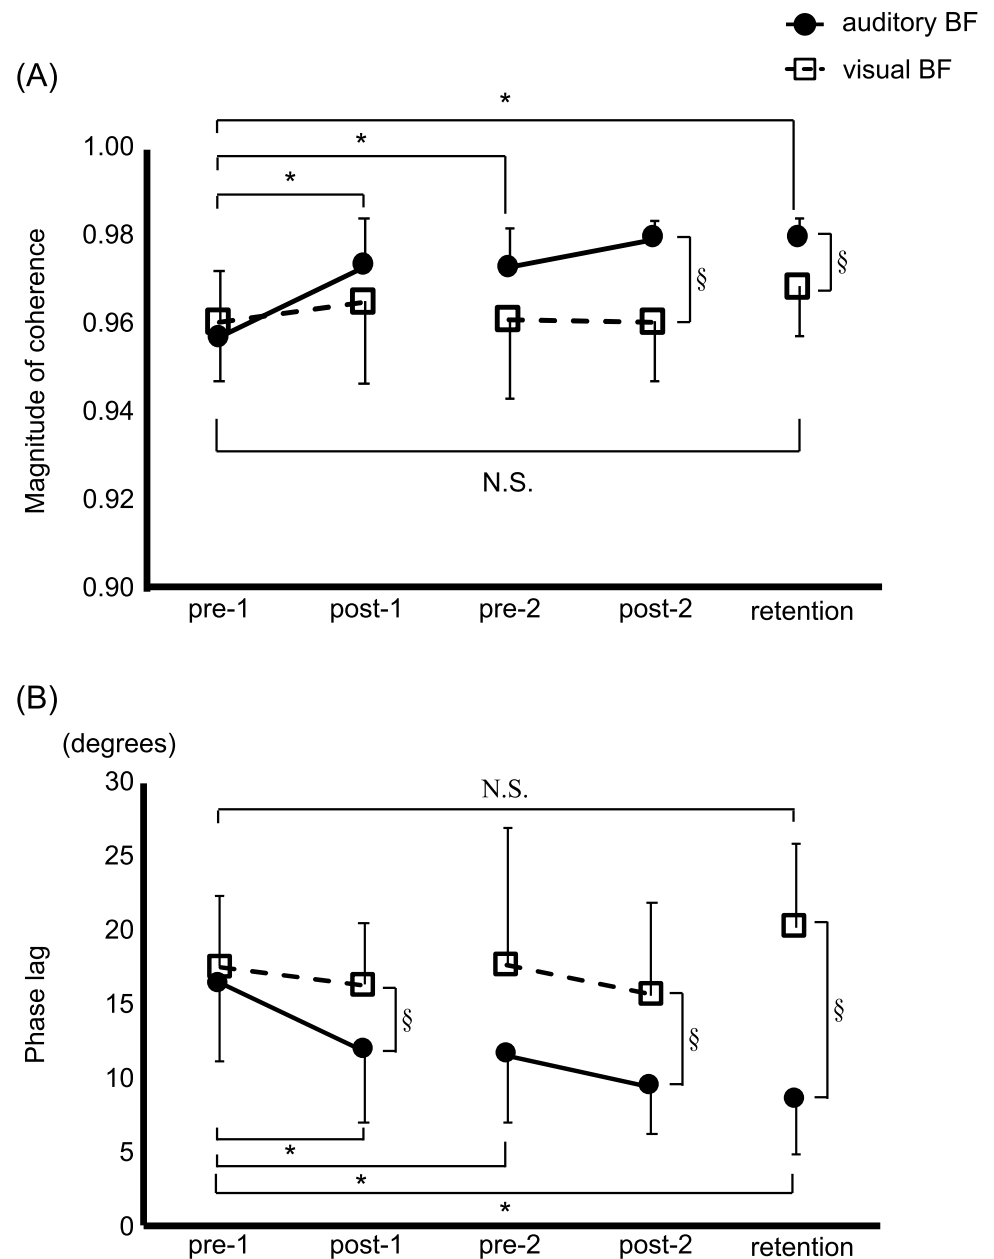 auditory BF
visual BF
(A)
*
*
*
1.00
0.98
0.96
0.94
0.92
0.90
Magnitude of coherence
§
§
N.S.
pre-1 post-1 pre-2 post-2 retention
(B)
(degrees)
30
25
20
15
10
5
0
Phase lag
N.S.
§
§
§
*
*
*
pre-1 post-1 pre-2 post-2 retention